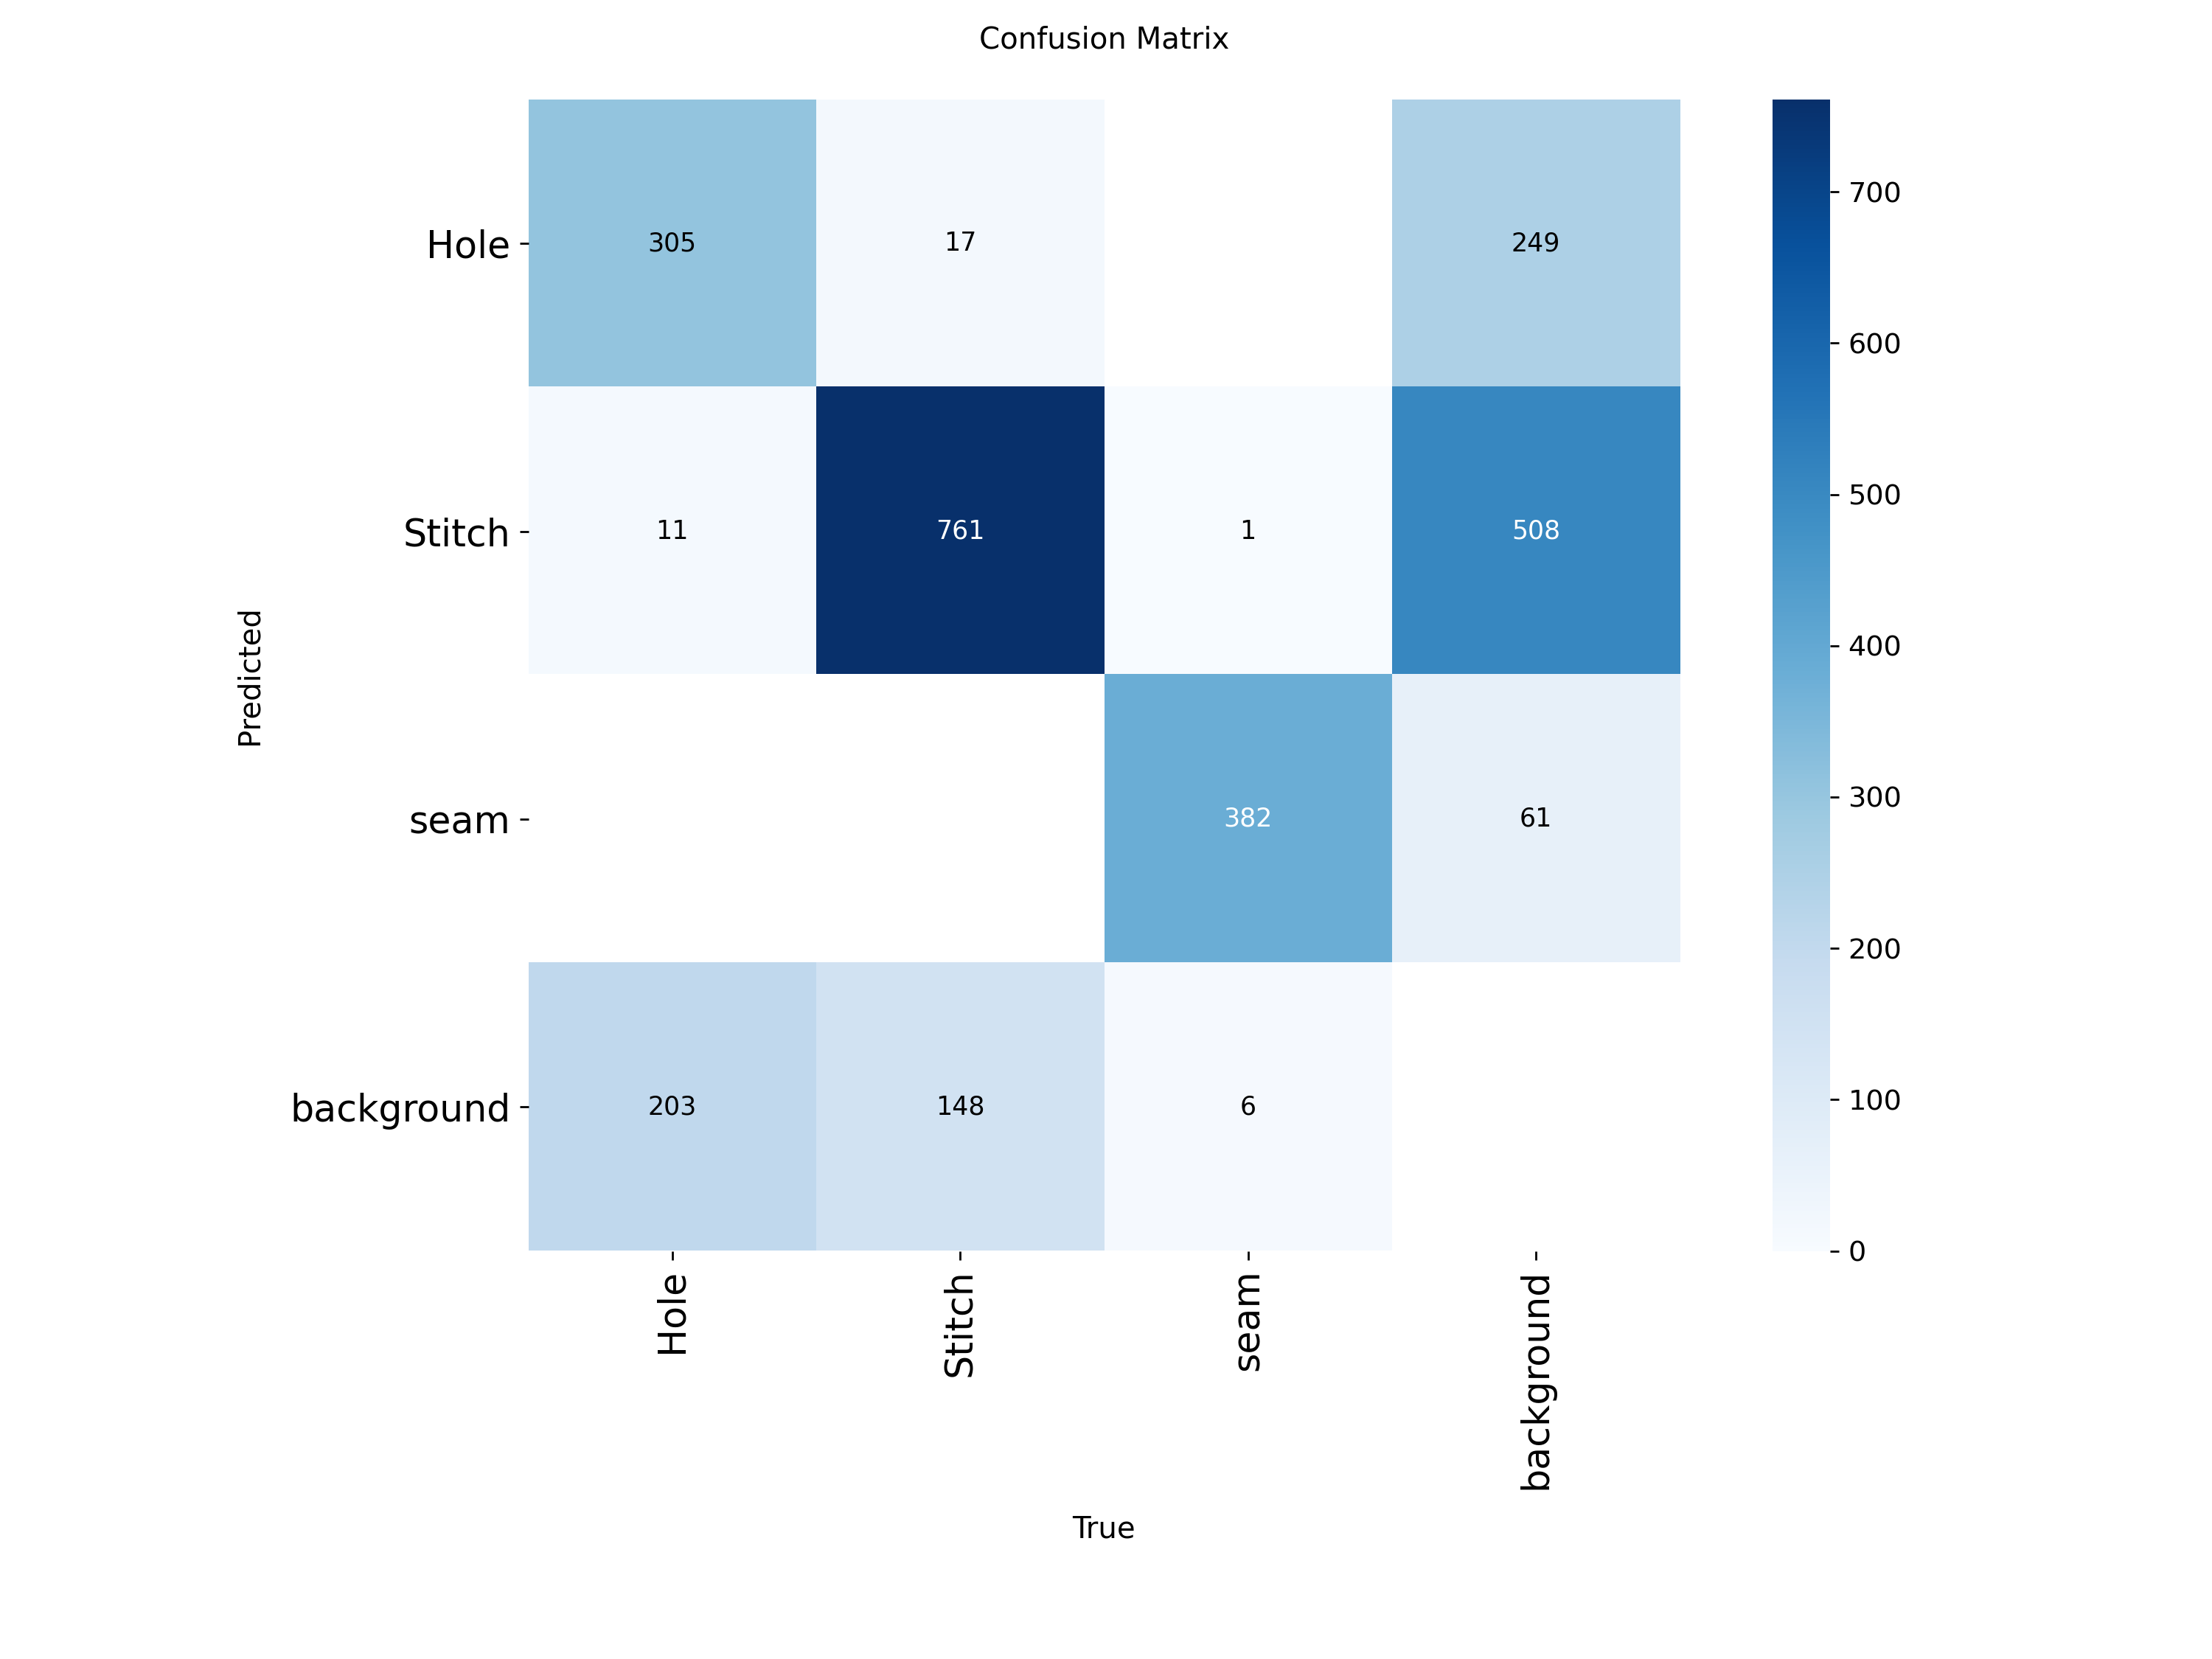 Confusion Matrix
Hole
305
17
249
Stitch
11
761
1
508
seam
382
61
background
203
148
6
Predicted
Hole
Stitch
seam
background
True
700
600
500
400
300
200
100
0